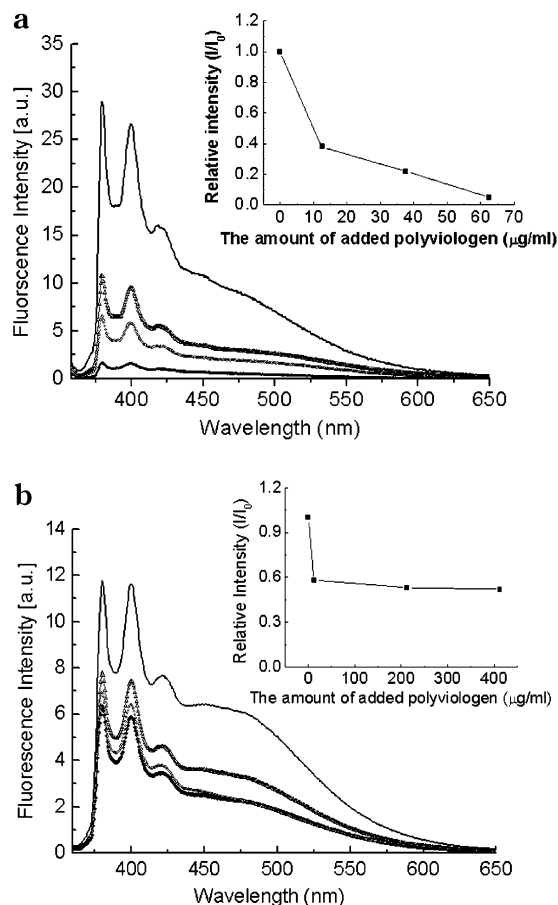 a
35
30
25
20
15
10
5
0
Fluorscence Intensity [a.u.]
400 450 500 550 600 650
Wavelength (nm)
1.2
1.0
0.8
0.6
0.4
0.2
0.0
Relative intensity (I/I0)
0 10 20 30 40 50 60 70
The amount of added polyviologen (μg/ml)
b
14
12
10
8
6
4
2
0
Fluorescence Intensity [a.u.]
400 450 500 550 600 650
Wavelength (nm)
1.2
0.9
0.6
0.3
0.0
Relative Intensity (I/I0)
0 100 200 300 400
The amount of added polyviologen (μg/ml)